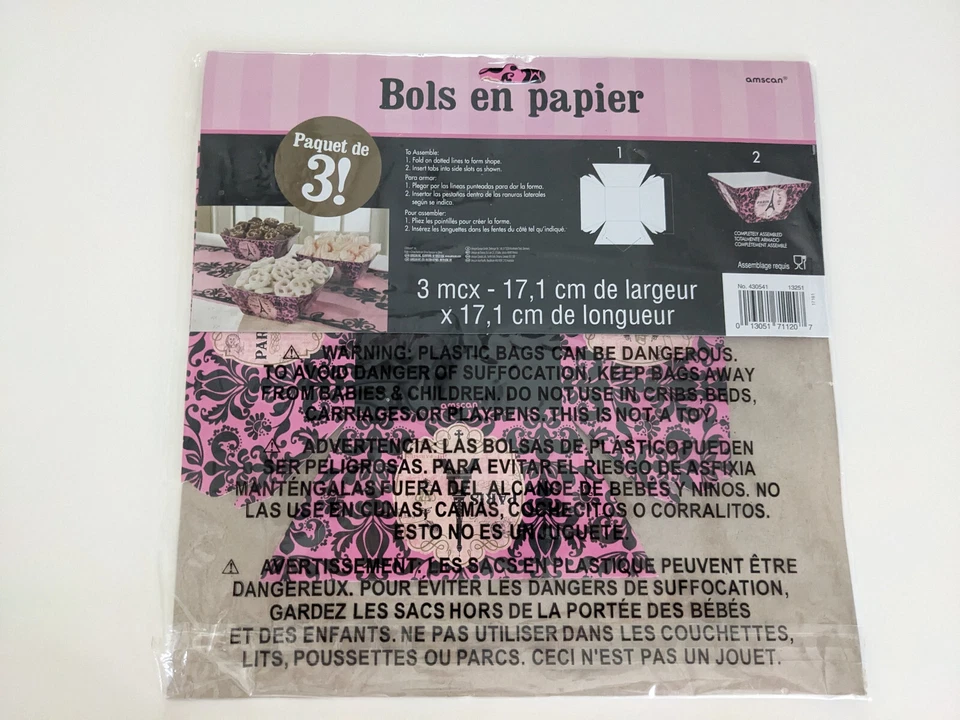 amscan®
Bols en papier
Paquet de
3!
To Assemble:
1. Fold on dotted lines to form shape.
2. Insert tabs into side slots as shown.
Para armar:
1. Plegar por las líneas punteadas para dar la forma.
2. Insertar las pestañas dentro de las ranuras laterales
según se indica.
Pour assembler:
1. Pliez les pointillés pour créer la forme.
2. Insérez les languettes dans les fentes du côté tel qu'indiqué.
1
2
COMPLETELY ASSEMBLED
TOTALMENTE ARMADO
COMPLÈTEMENT ASSEMBLÉ
Assemblage requis
3 mcx - 17,1 cm de largeur
x 17,1 cm de longueur
No. 430541 13251
0 13051 71120 7
PAR
amscan
PARIS
WARNING: PLASTIC BAGS CAN BE DANGEROUS.
TO AVOID DANGER OF SUFFOCATION, KEEP BAGS AWAY
FROM BABIES & CHILDREN. DO NOT USE IN CRIBS, BEDS,
CARRIAGES OR PLAYPENS. THIS IS NOT A TOY.
ADVERTENCIA: LAS BOLSAS DE PLÁSTICO PUEDEN
SER PELIGROSAS. PARA EVITAR EL RIESGO DE ASFIXIA
MANTÉNGALAS FUERA DEL ALCANCE DE BEBÉS Y NIÑOS. NO
LAS USE EN CUNAS, CAMAS, COCHECITOS O CORRALITOS.
ESTO NO ES UN JUGUETE.
AVERTISSEMENT: LES SACS EN PLASTIQUE PEUVENT ÊTRE
DANGEREUX. POUR ÉVITER LES DANGERS DE SUFFOCATION,
GARDEZ LES SACS HORS DE LA PORTÉE DES BÉBÉS
ET DES ENFANTS. NE PAS UTILISER DANS LES COUCHETTES,
LITS, POUSSETTES OU PARCS. CECI N'EST PAS UN JOUET.